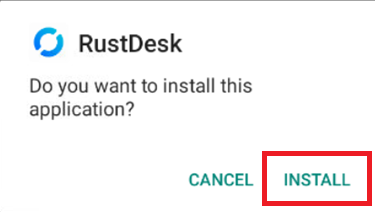 RustDesk
Do you want to install this
application?
CANCEL INSTALL